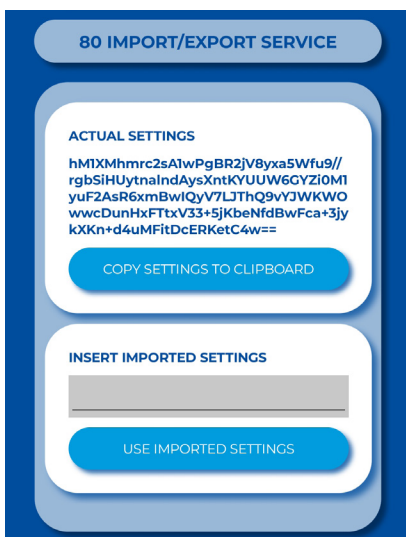 80 IMPORT/EXPORT SERVICE
ACTUAL SETTINGS
hM1XMhmrc2sA1wPgBR2jV8yxa5Wfu9//
rgbSiHUytnaIndAysXntKYUUW6GYZi0M1
yuF2AsR6xmBwIQyV7LJThQ9vYJWKWO
wwcDunHxFTtxV33+5jKbeNfdBwFca+3jy
kXKn+d4uMFitDcERKetC4w==
COPY SETTINGS TO CLIPBOARD
INSERT IMPORTED SETTINGS
USE IMPORTED SETTINGS